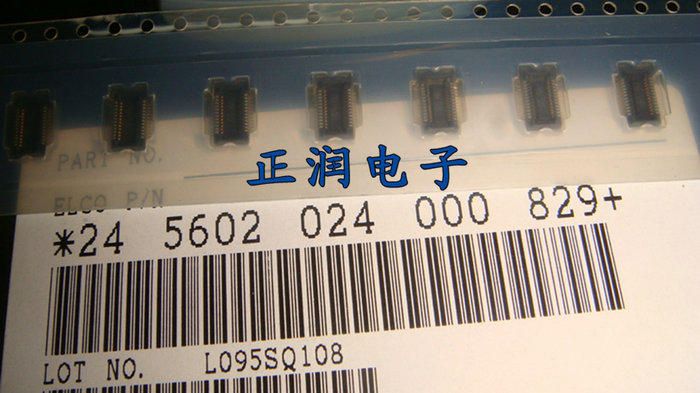 PART NO.
正润电子
ELCO P/N
*24 5602 024 000 829+
LOT NO. L095SQ108